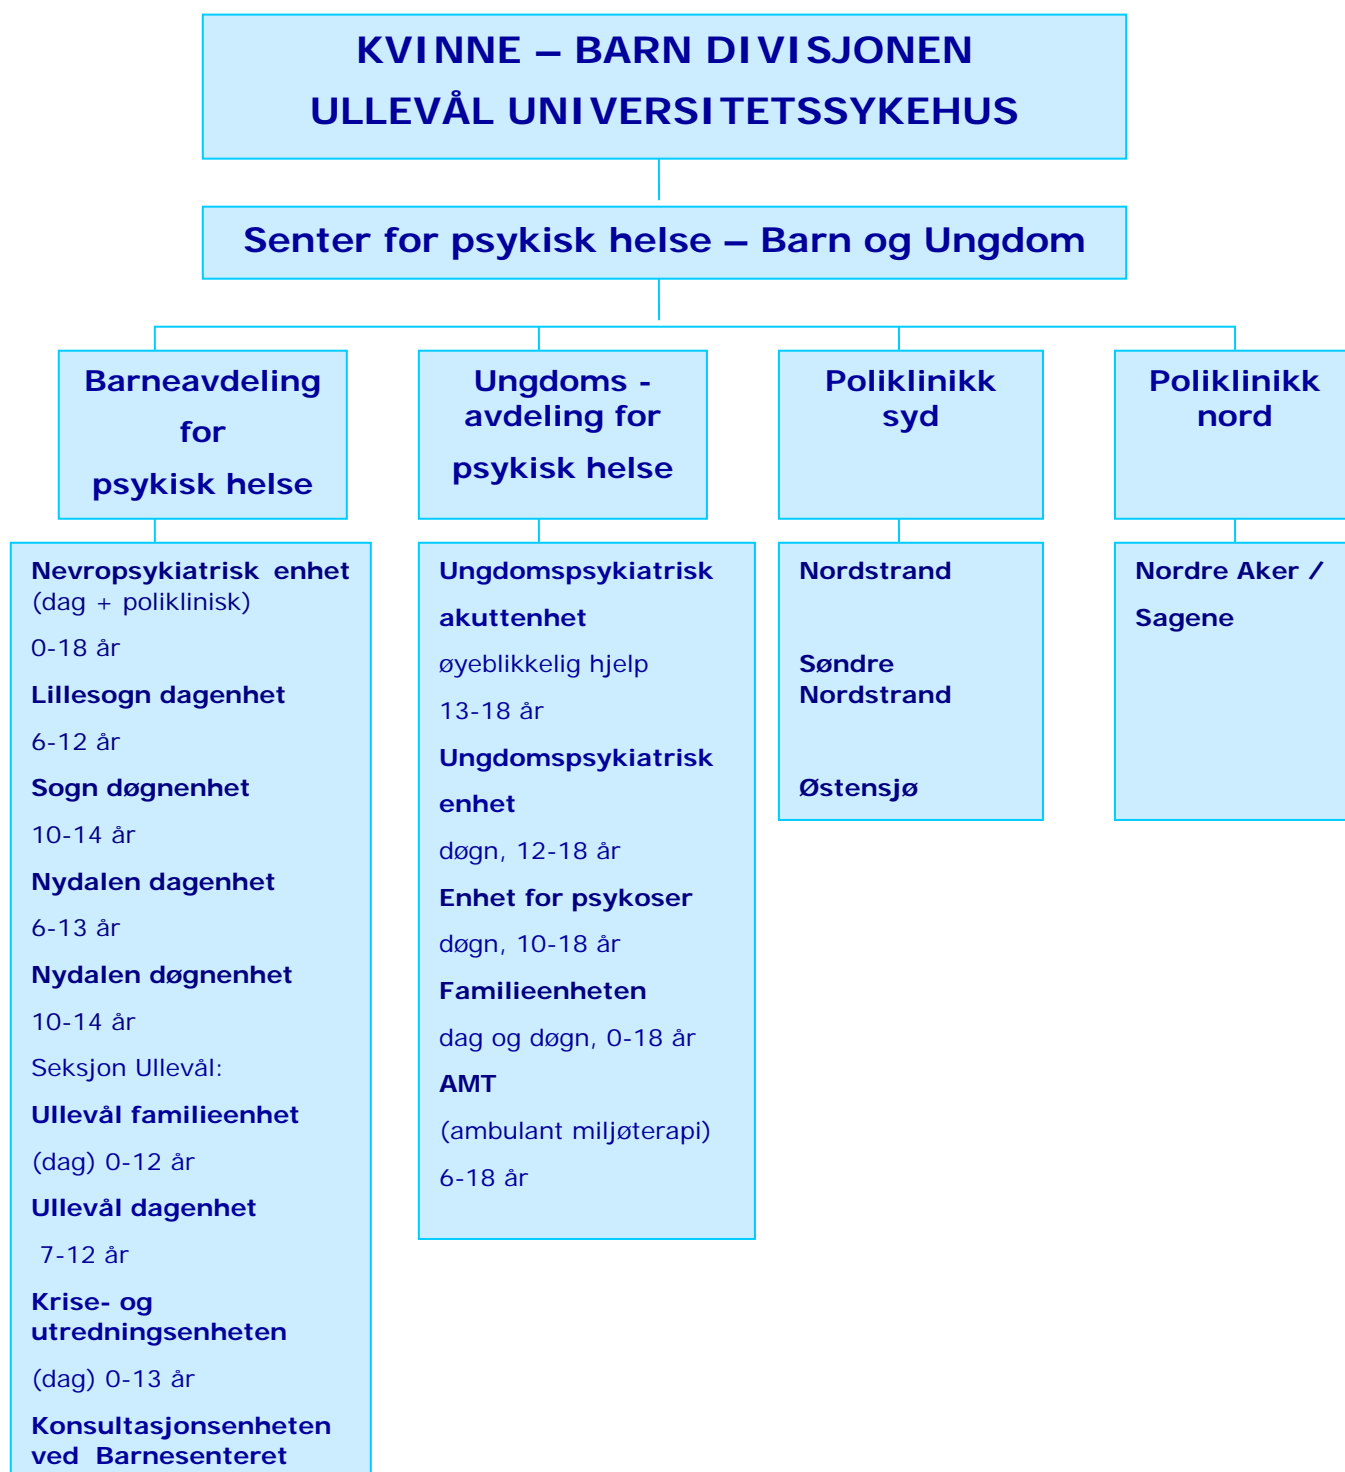 KVINNE – BARN DIVISJONEN
ULLEVÅL UNIVERSITETSSYKEHUS
Senter for psykisk helse – Barn og Ungdom
Barneavdeling
for
psykisk helse
Ungdoms -
avdeling for
psykisk helse
Poliklinikk
syd
Poliklinikk
nord
Nevropsykiatrisk enhet
(dag + poliklinisk)
0-18 år
Lillesogn dagenhet
6-12 år
Sogn døgnenhet
10-14 år
Nydalen dagenhet
6-13 år
Nydalen døgnenhet
10-14 år
Seksjon Ullevål:
Ullevål familieenhet
(dag) 0-12 år
Ullevål dagenhet
7-12 år
Krise- og
utredningsenheten
(dag) 0-13 år
Konsultasjonsenheten
ved Barnesenteret
Ungdomspsykiatrisk
akuttenhet
øyeblikkelig hjelp
13-18 år
Ungdomspsykiatrisk
enhet
døgn, 12-18 år
Enhet for psykoser
døgn, 10-18 år
Familieenheten
dag og døgn, 0-18 år
AMT
(ambulant miljøterapi)
6-18 år
Nordstrand
Søndre
Nordstrand
Østensjø
Nordre Aker /
Sagene